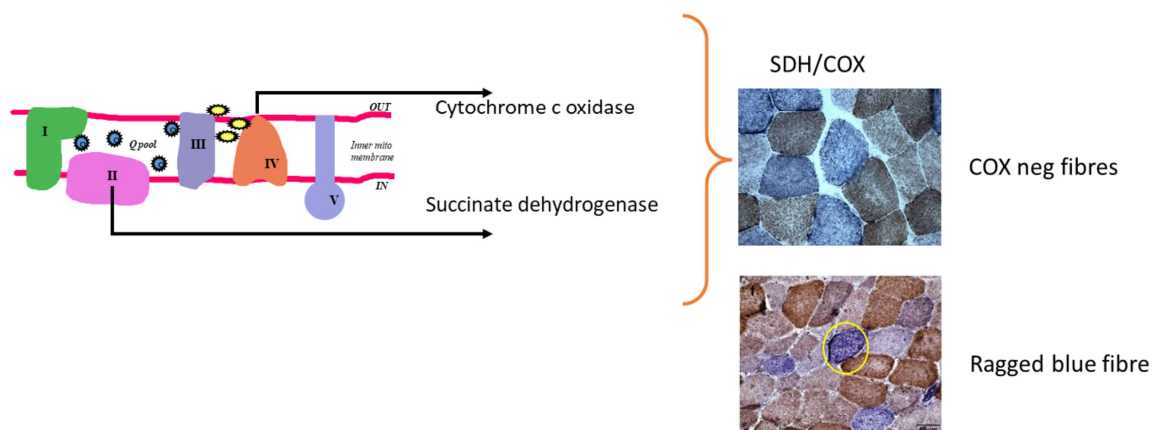 SDH/COX
Cytochrome c oxidase
OUT
I
Q pool
III
IV
Inner mito
membrane
COX neg fibres
II
IN
V
Succinate dehydrogenase
Ragged blue fibre